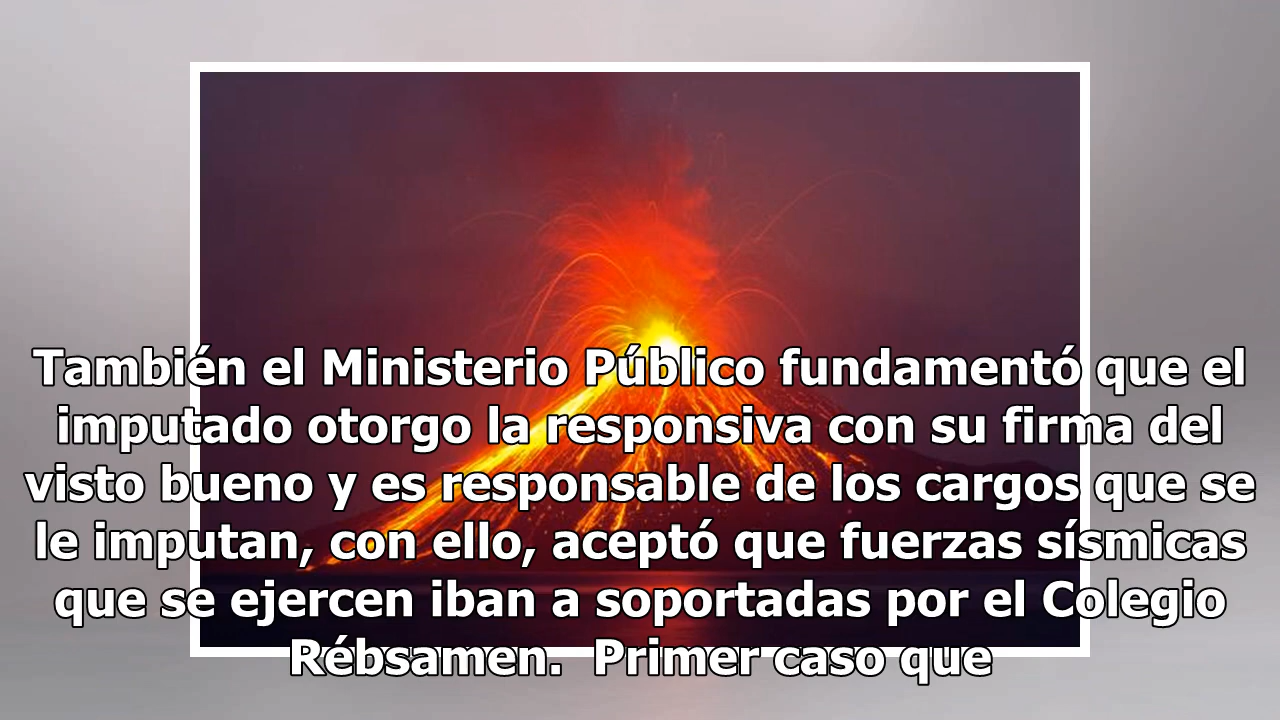 También el Ministerio Público fundamentó que el
imputado otorgo la responsiva con su firma del
visto bueno y es responsable de los cargos que se
le imputan, con ello, aceptó que fuerzas sísmicas
que se ejercen iban a soportadas por el Colegio
Rébsamen.  Primer caso que